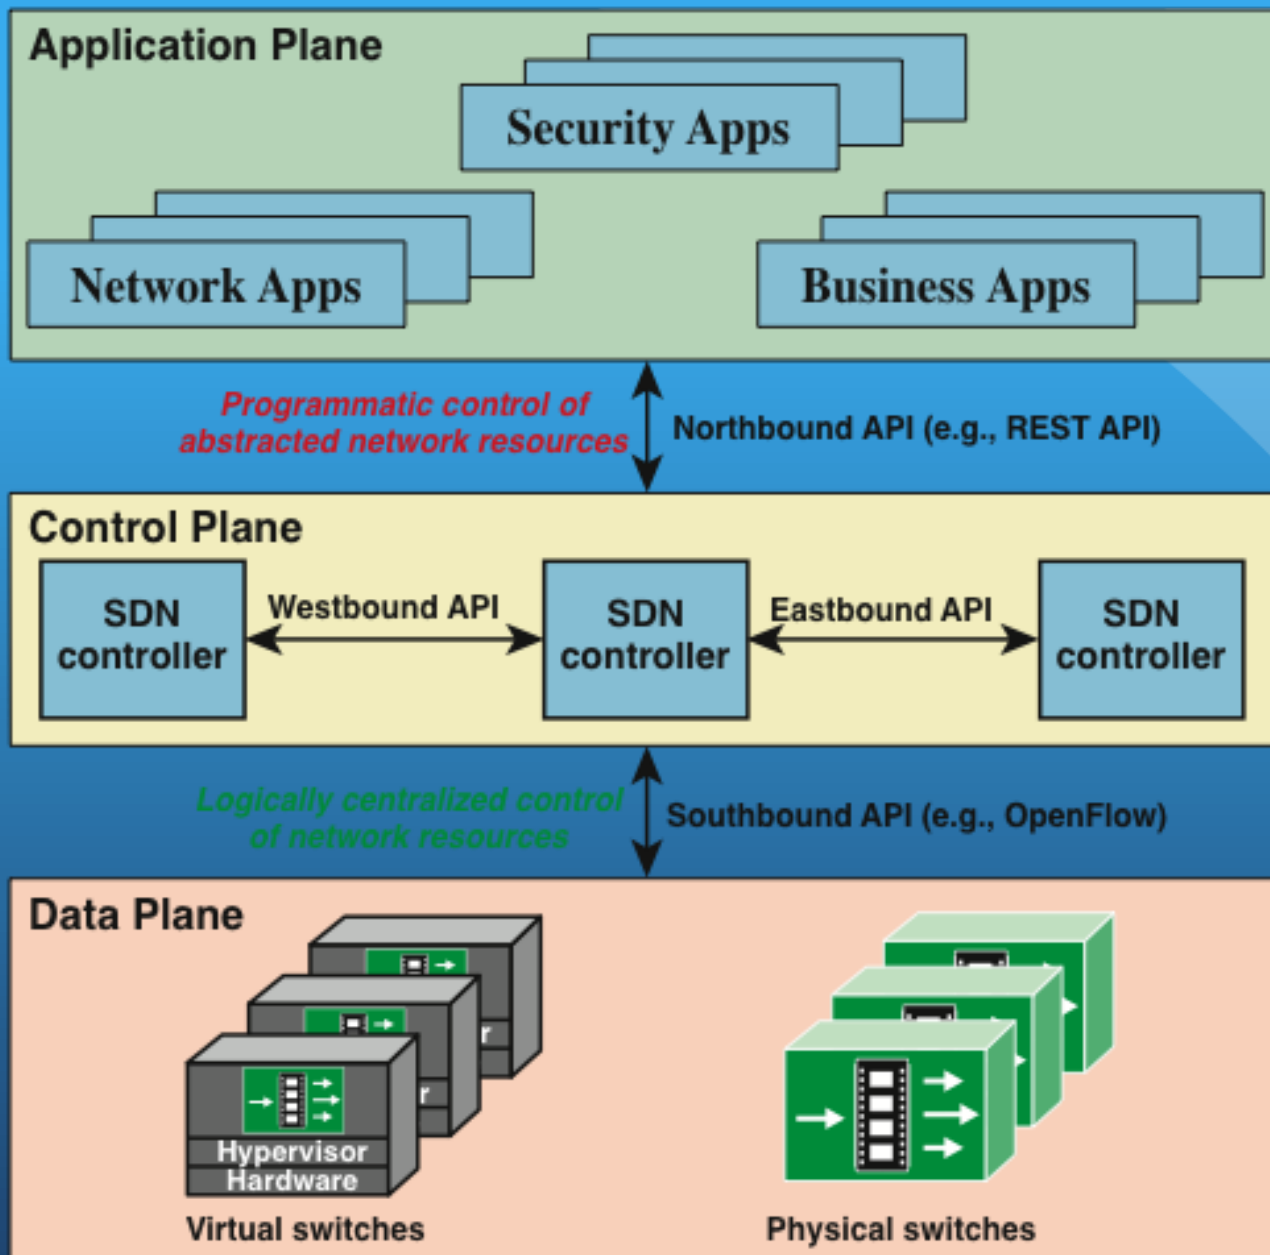 Application Plane
Security Apps
Network Apps
Business Apps
Programmatic control of
abstracted network resources
Northbound API (e.g., REST API)
Control Plane
SDN
controller
Westbound API
SDN
controller
Eastbound API
SDN
controller
Logically centralized control
of network resources
Southbound API (e.g., OpenFlow)
Data Plane
r
r
Hypervisor
Hardware
Virtual switches
Physical switches